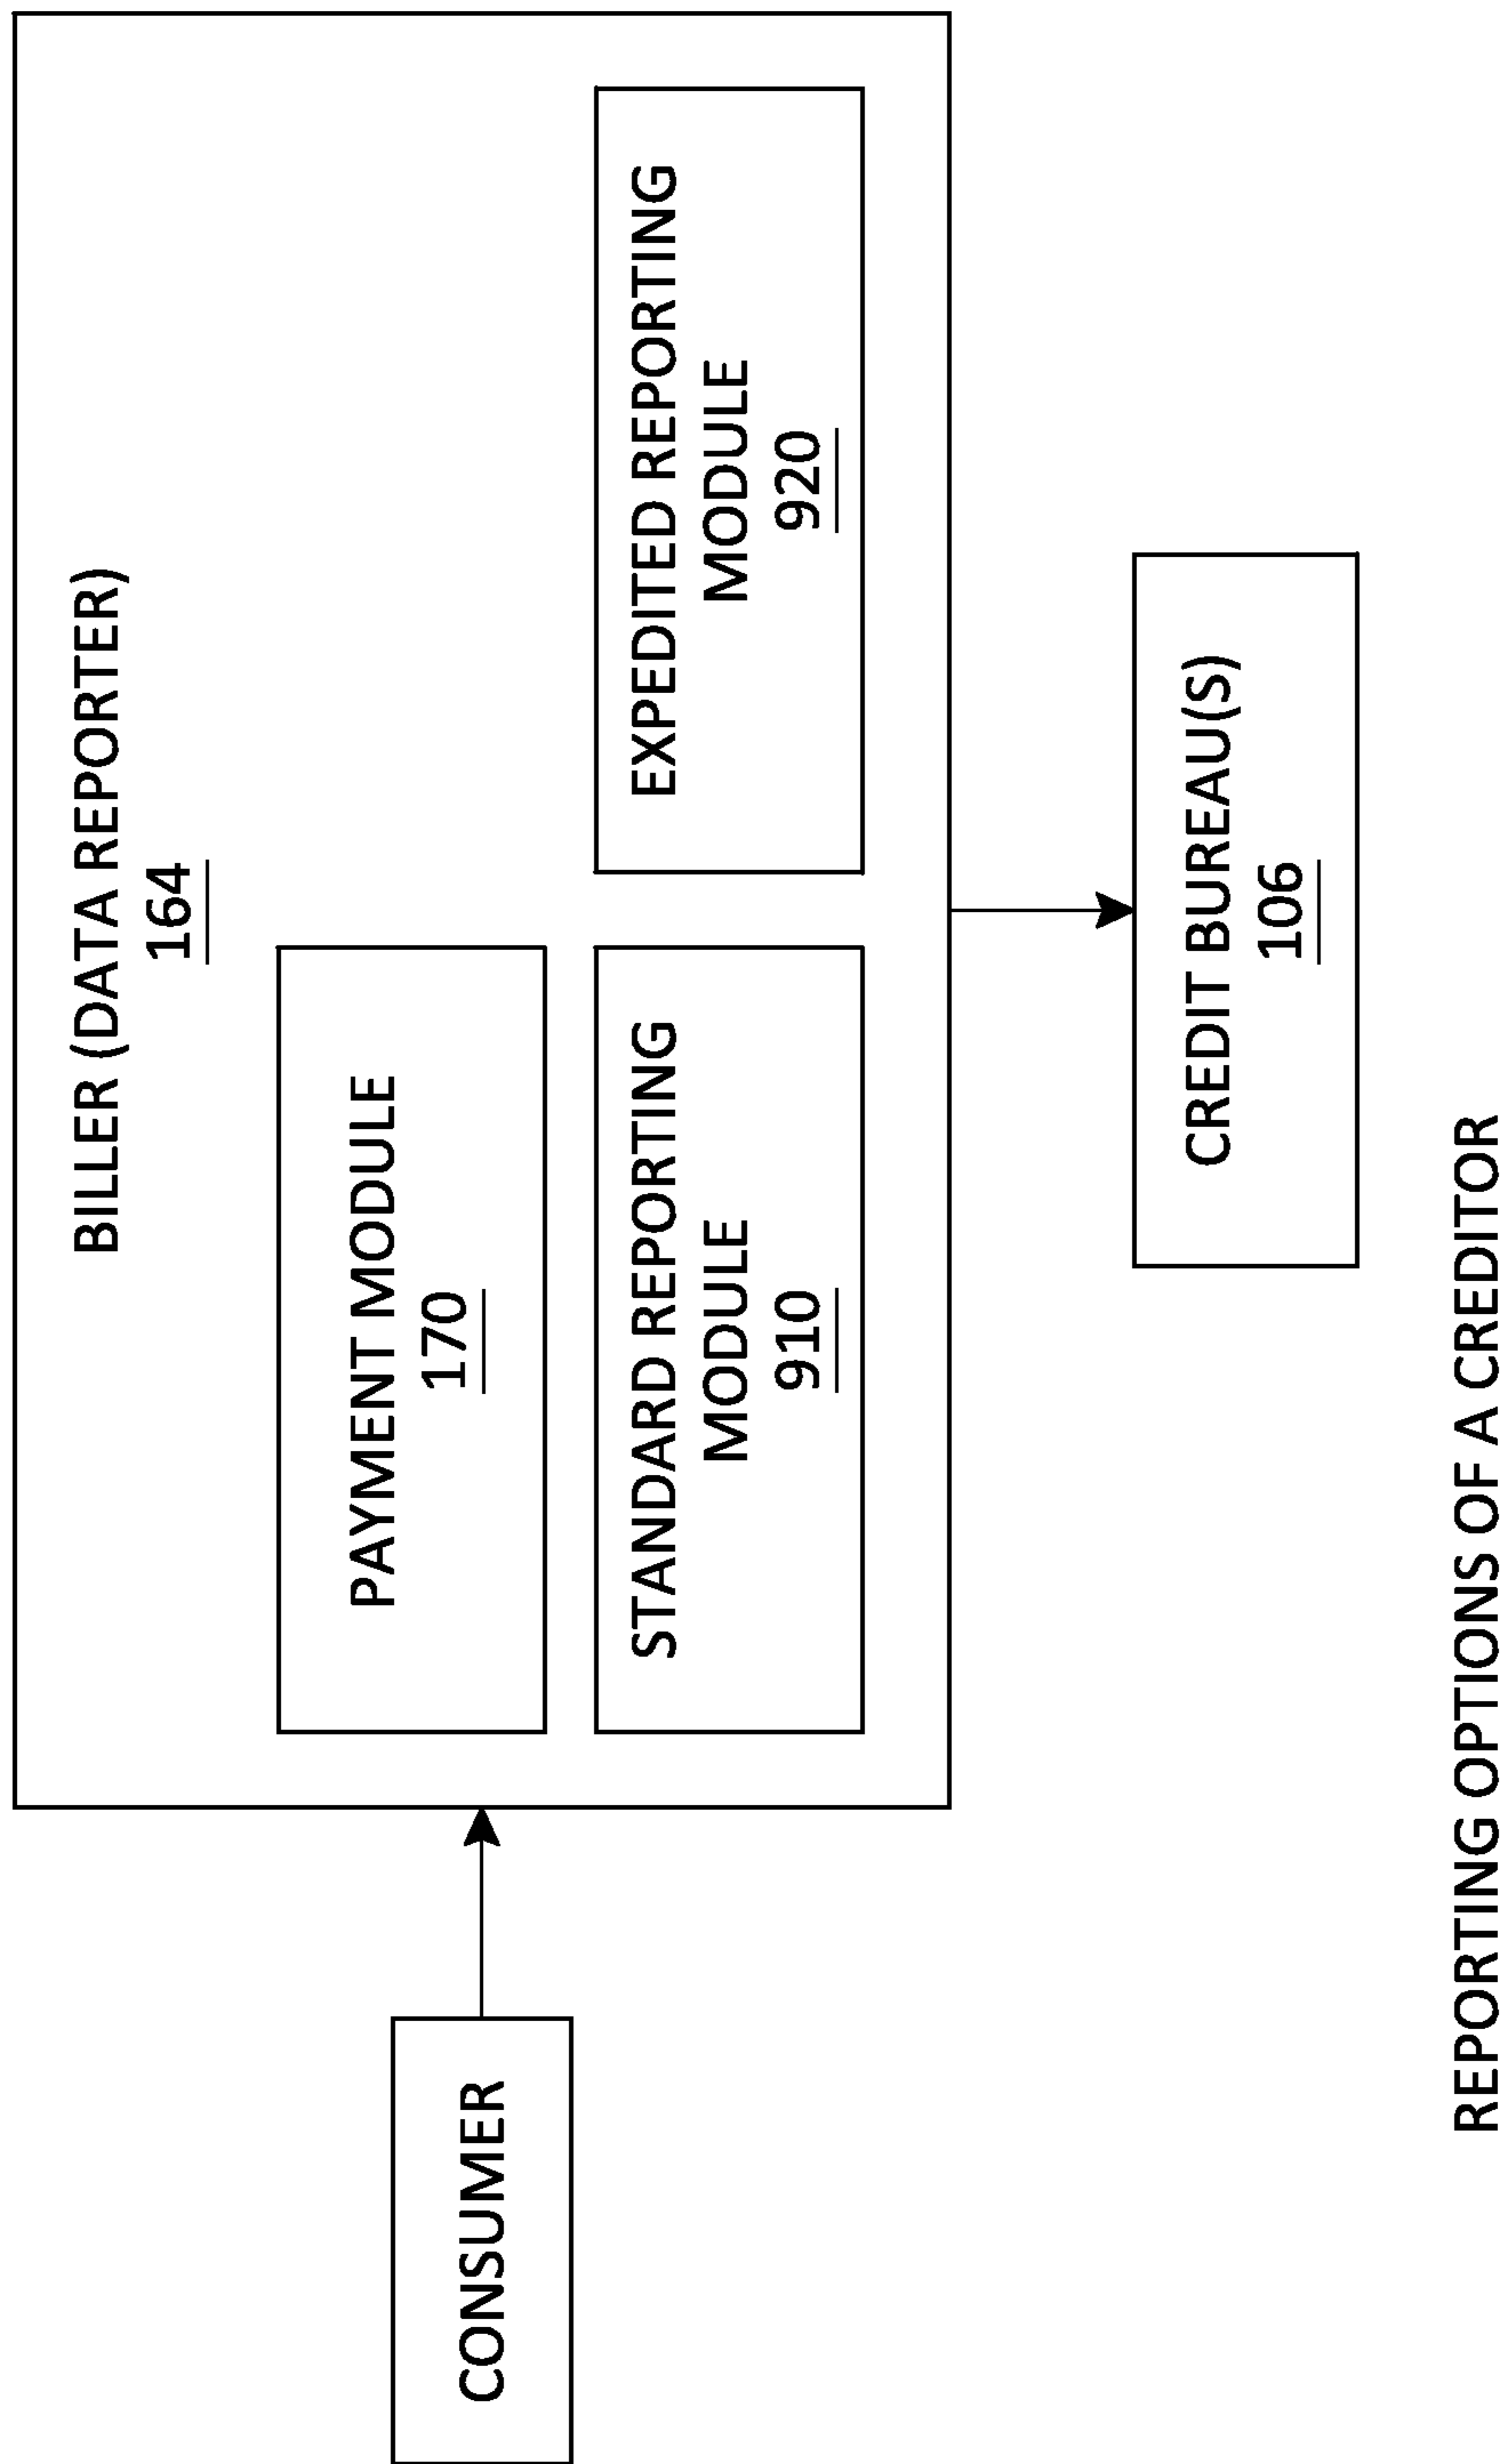 BILLER (DATA REPORTER)
164
PAYMENT MODULE
170
STANDARD REPORTING
MODULE
910
EXPEDITED REPORTING
MODULE
920
CONSUMER
CREDIT BUREAU(S)
106
REPORTING OPTIONS OF A CREDITOR